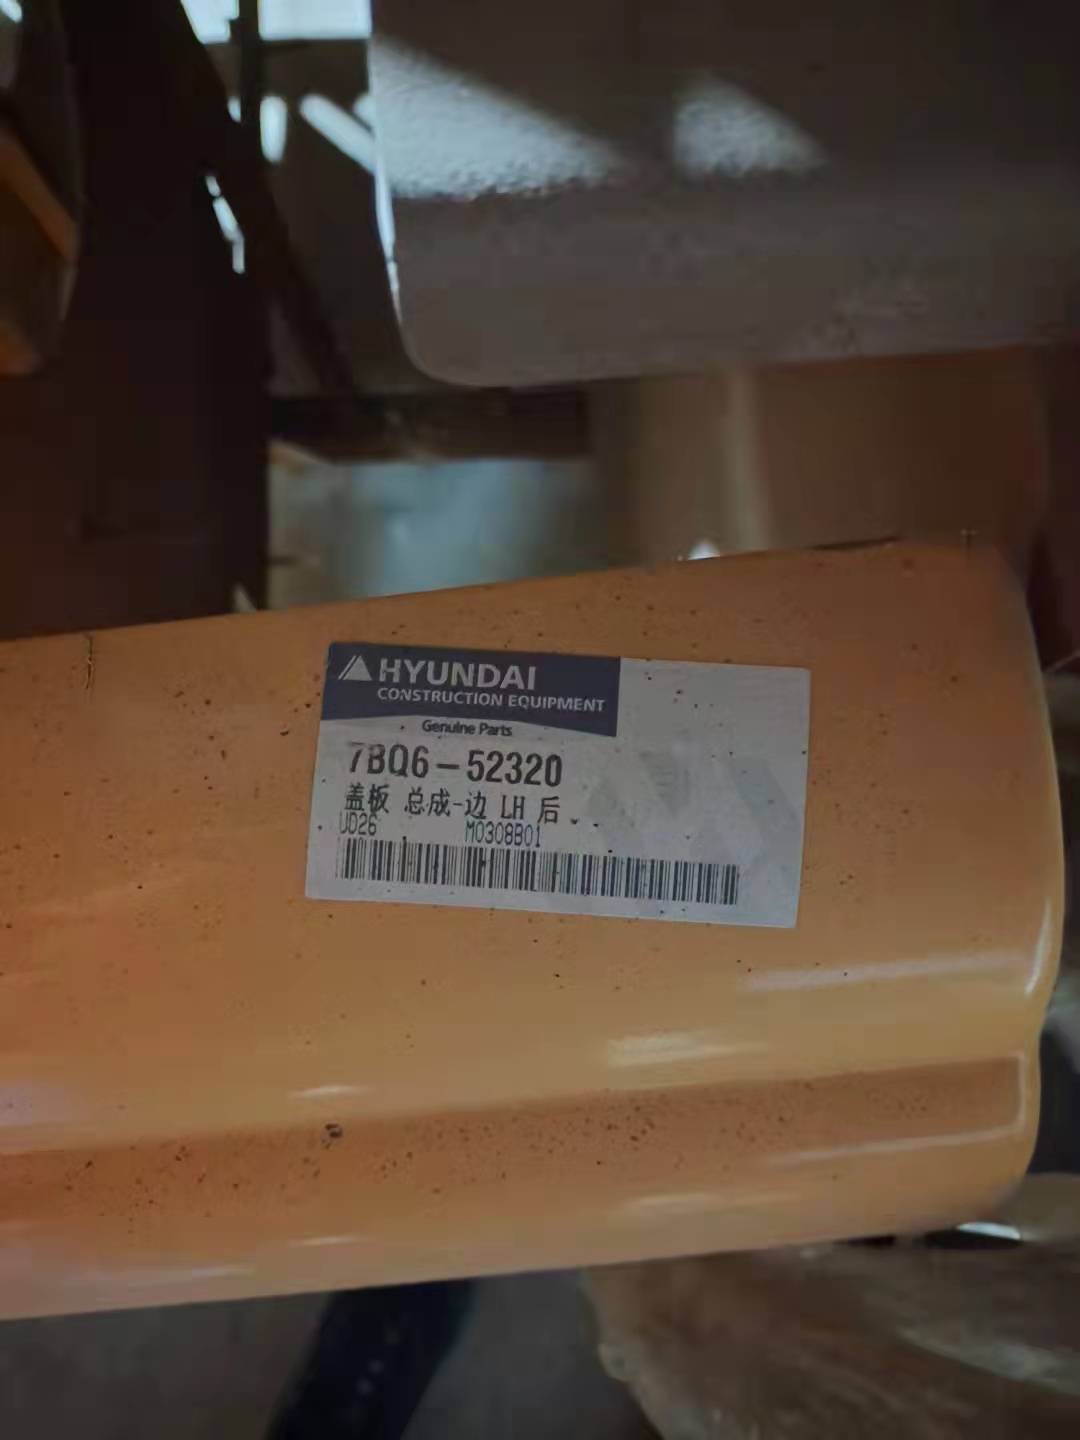 HYUNDAI
CONSTRUCTION EQUIPMENT
Genuine Parts
7BQ6-52320
盖板 总成-边 LH 后
UD26 M0308B01